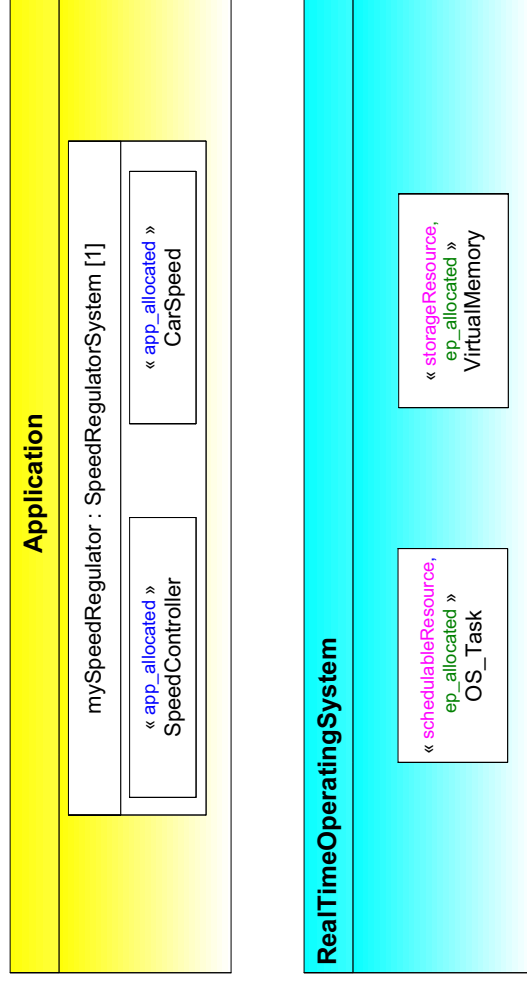 Application
mySpeedRegulator : SpeedRegulatorSystem [1]
« app_allocated »
SpeedController
« app_allocated »
CarSpeed
RealTimeOperatingSystem
« schedulableResource,
ep_allocated »
OS_Task
« storageResource,
ep_allocated »
VirtualMemory